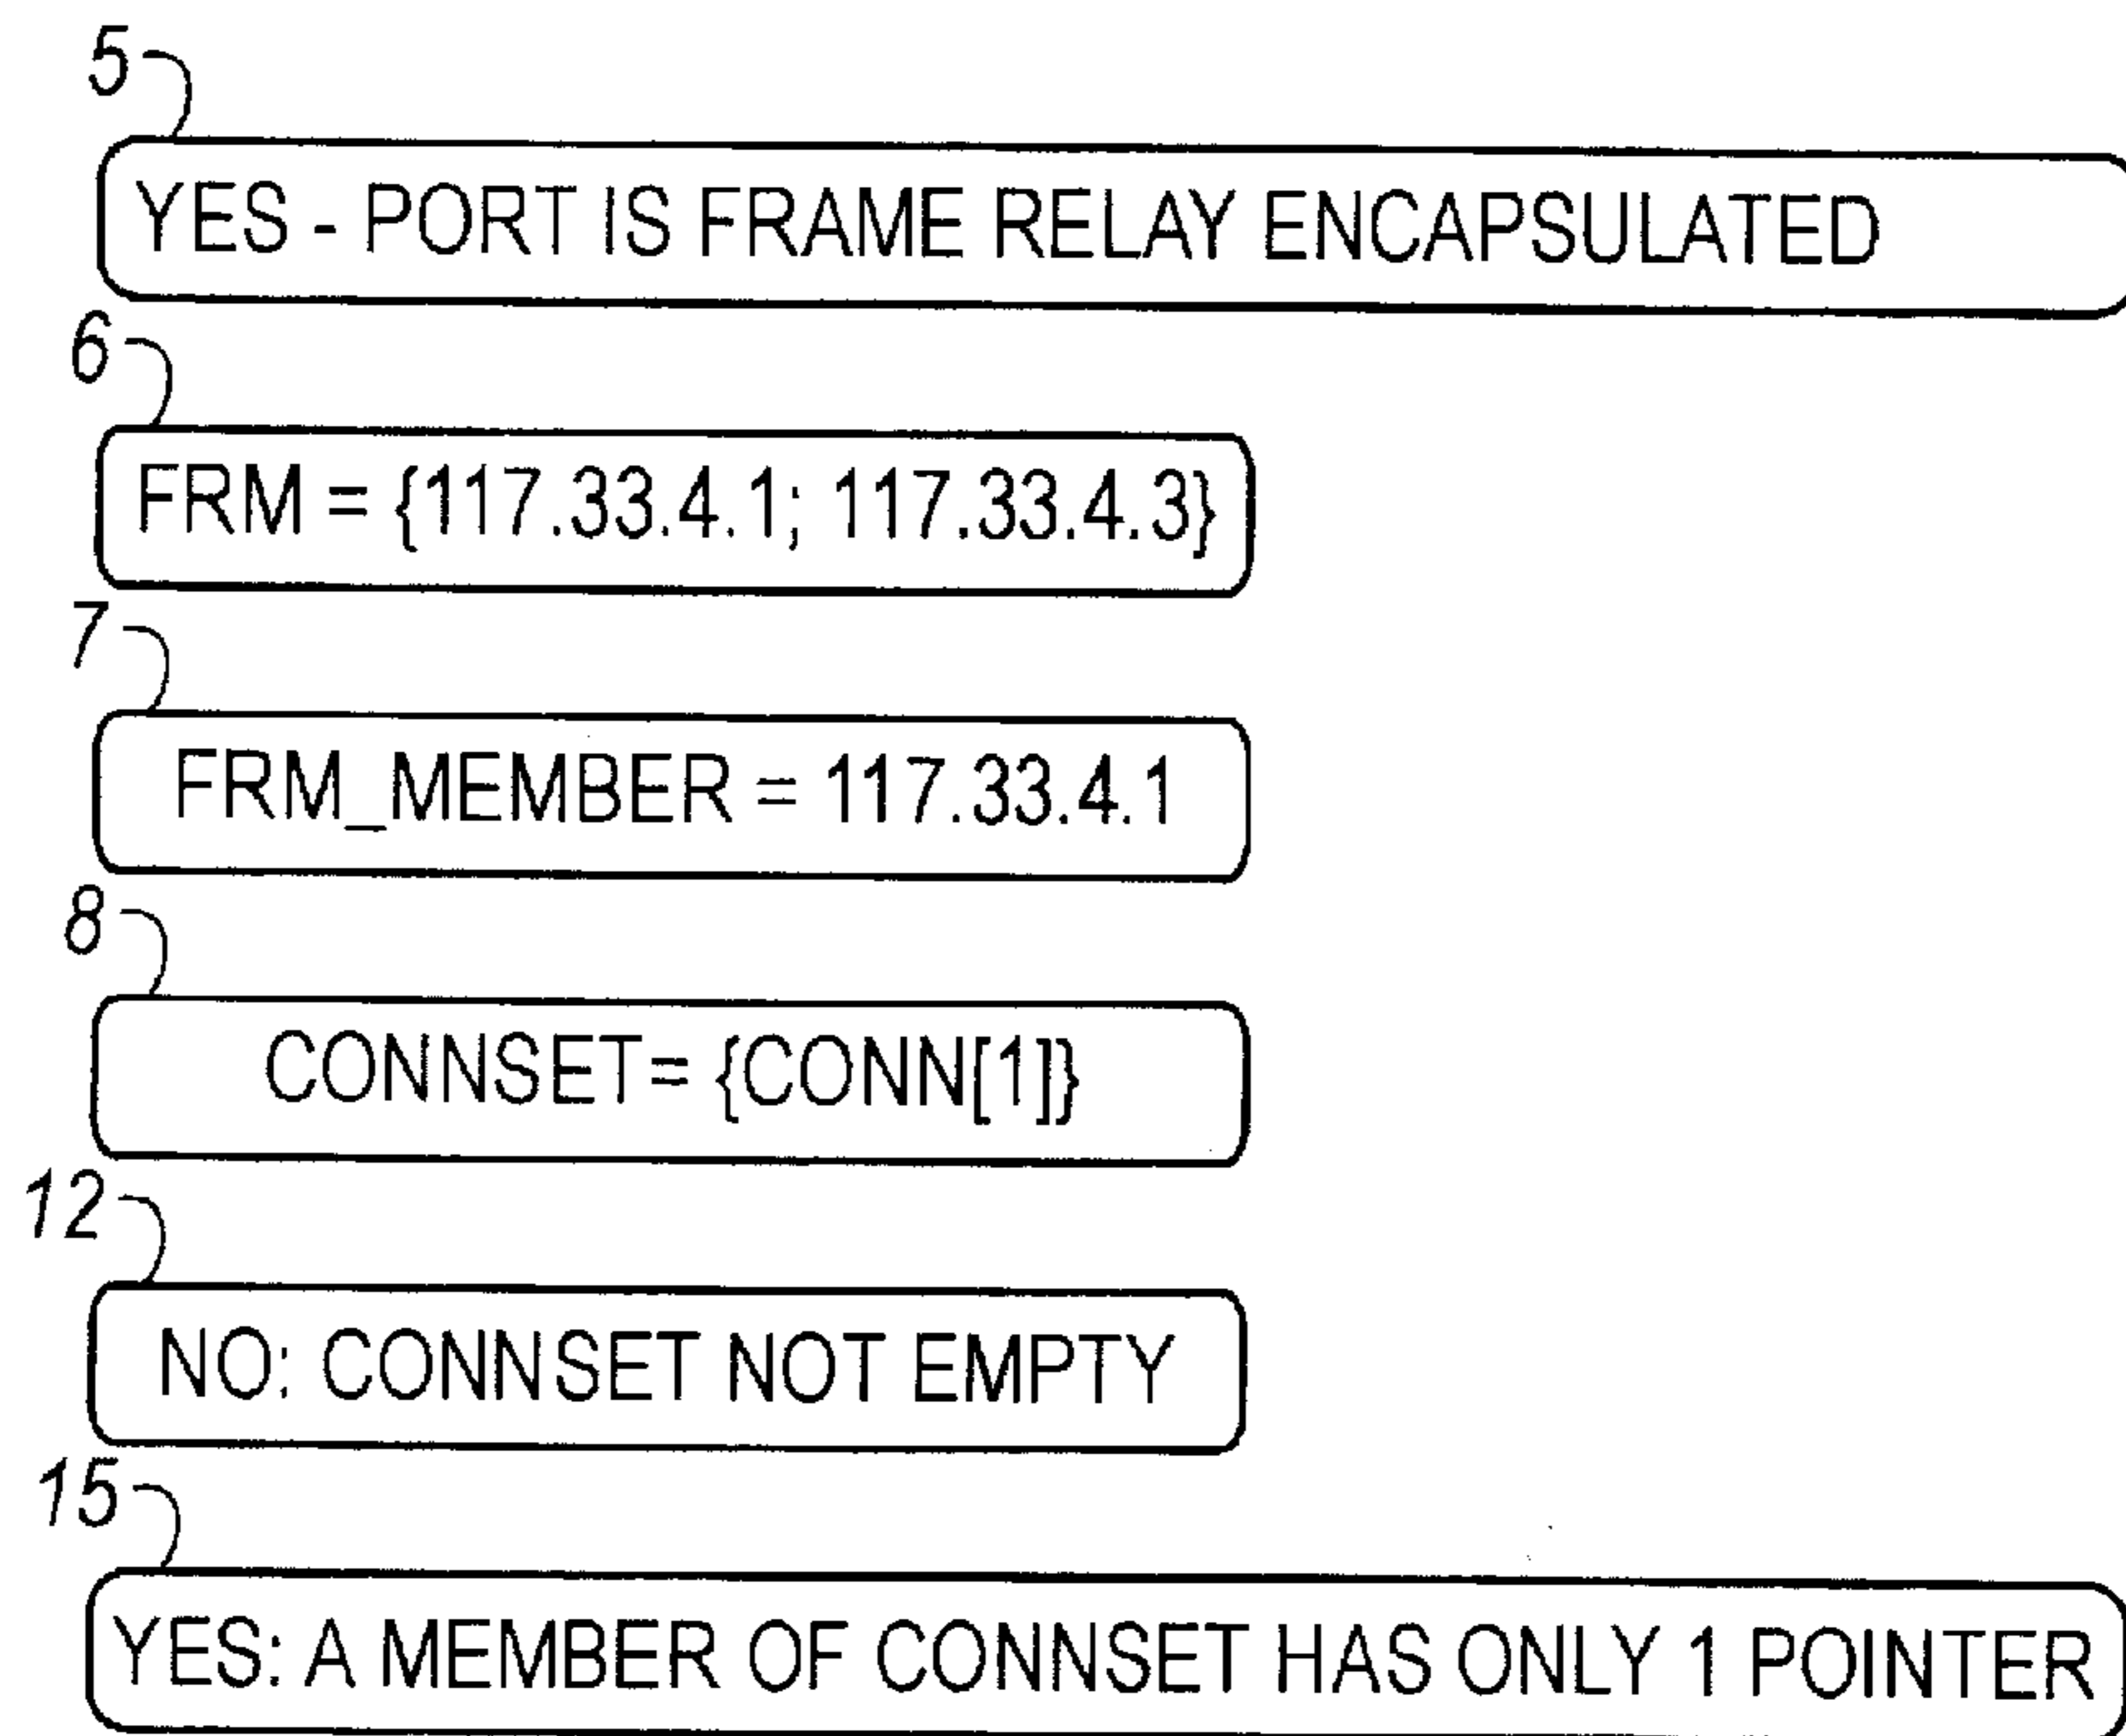 5
YES - PORT IS FRAME RELAY ENCAPSULATED
6
FRM = {117.33.4.1; 117.33.4.3}
7
FRM_MEMBER = 117.33.4.1
8
CONNSET= {CONN[1]}
12
NO: CONNSET NOT EMPTY
15
YES: A MEMBER OF CONNSET HAS ONLY 1 POINTER